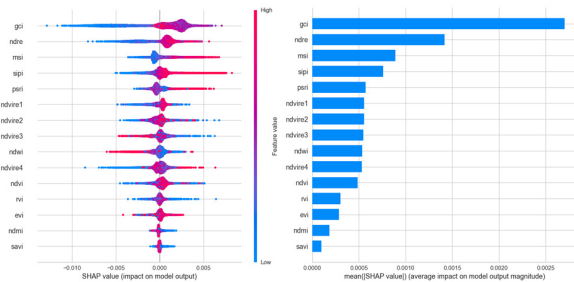 High
gci
ndre
msi
sipi
psri
ndvire1
ndvire2
ndvire3
ndwi
ndvire4
ndvi
rvi
evi
ndmi
savi
Feature value
Low
-0.010 -0.005 0.000 0.005
SHAP value (impact on model output)
gci
ndre
msi
sipi
psri
ndvire1
ndvire2
ndvire3
ndwi
ndvire4
ndvi
rvi
evi
ndmi
savi
0.0000 0.0005 0.0010 0.0015 0.0020 0.0025
mean(|SHAP value|) (average impact on model output magnitude)